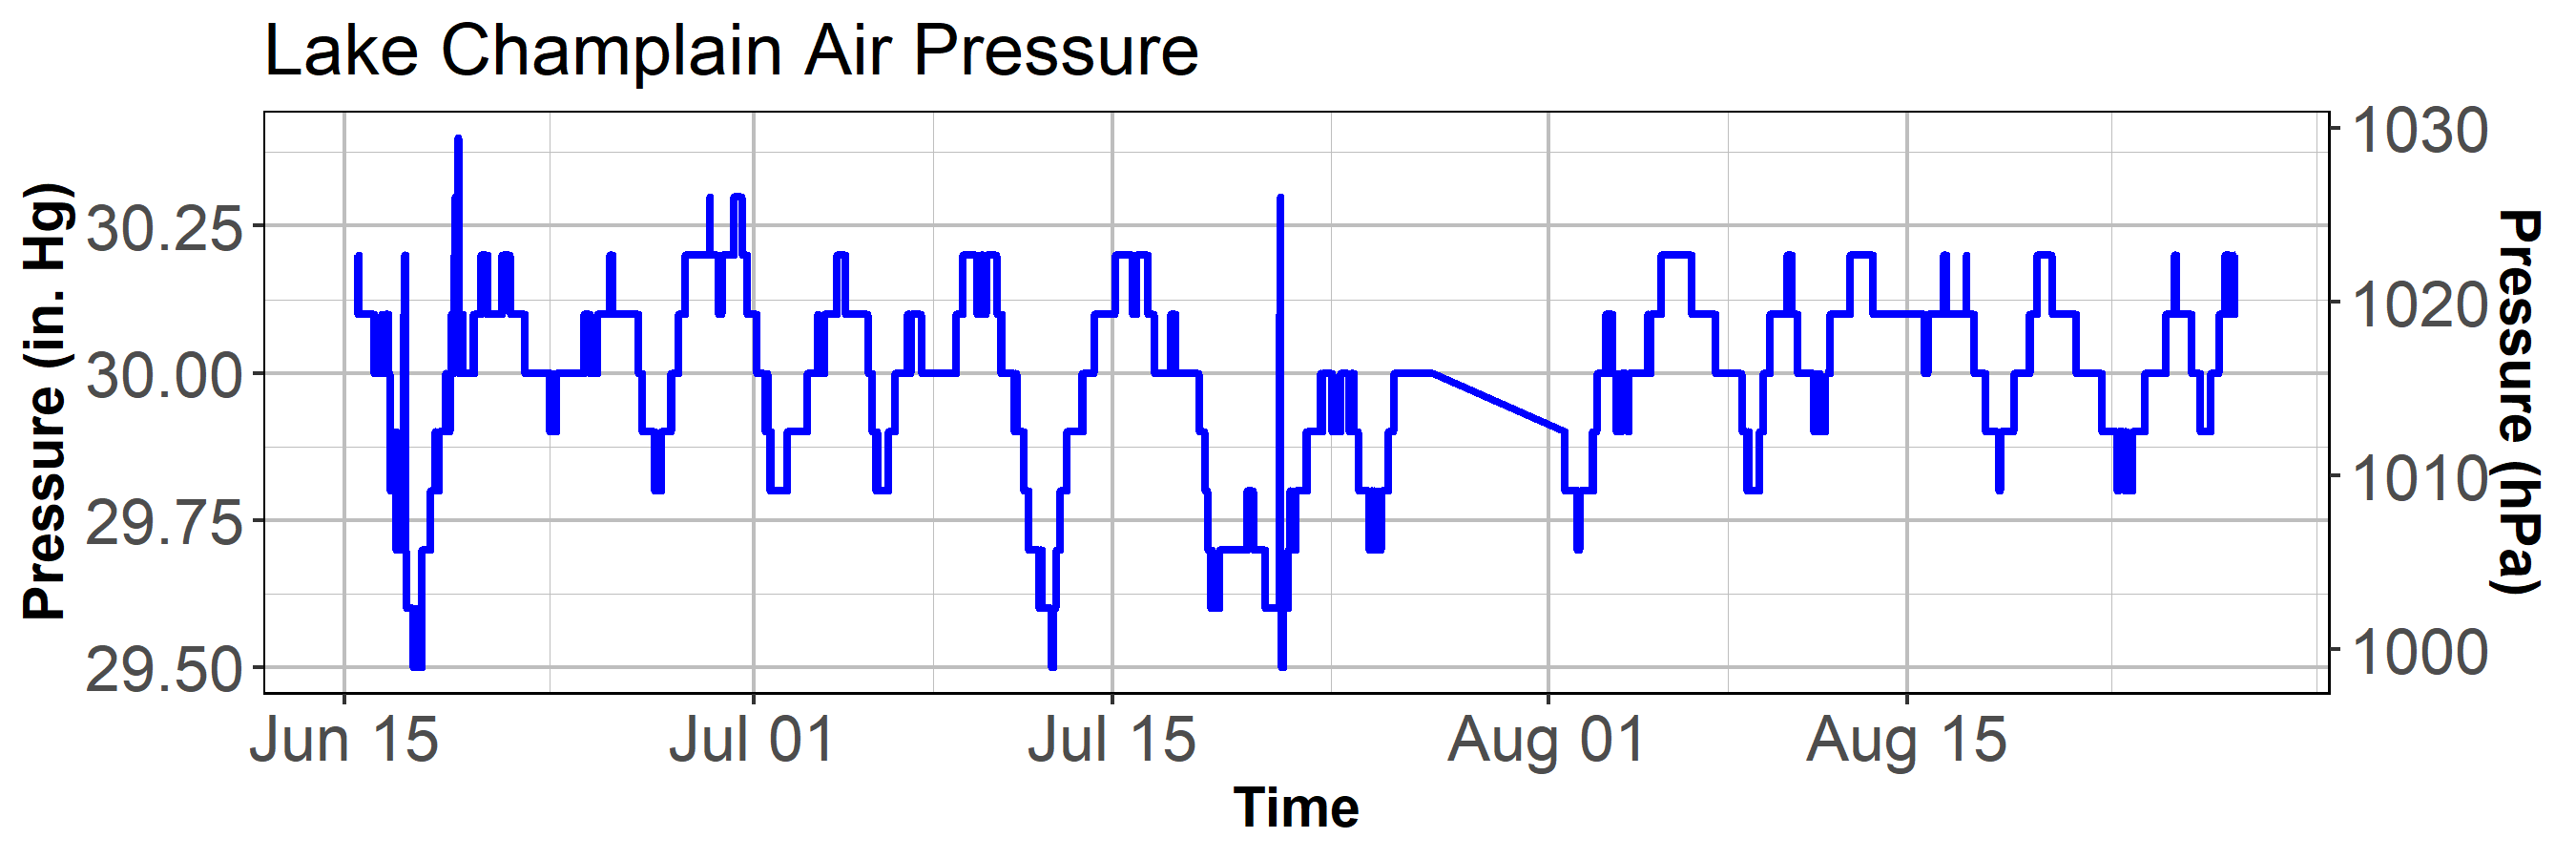 Lake Champlain Air Pressure
Pressure (in. Hg)
30.25
30.00
29.75
29.50
1030
1020
1010
1000
Pressure (hPa)
Jun 15
Jul 01
Jul 15
Aug 01
Aug 15
Time